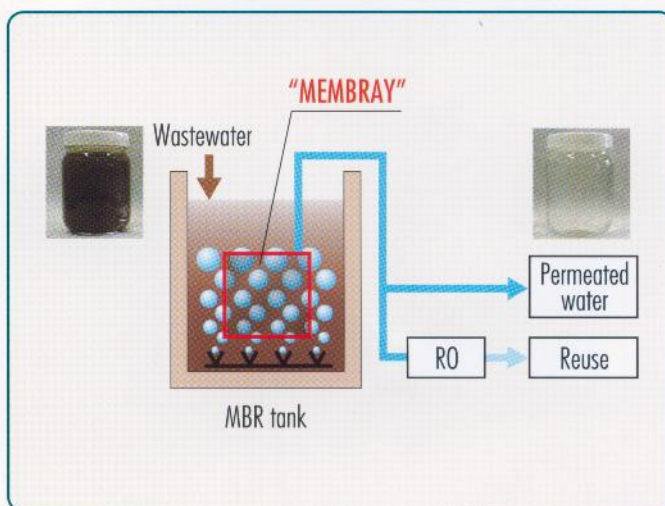 “MEMBRAY”
Wastewater
Permeated
water
RO
Reuse
MBR tank